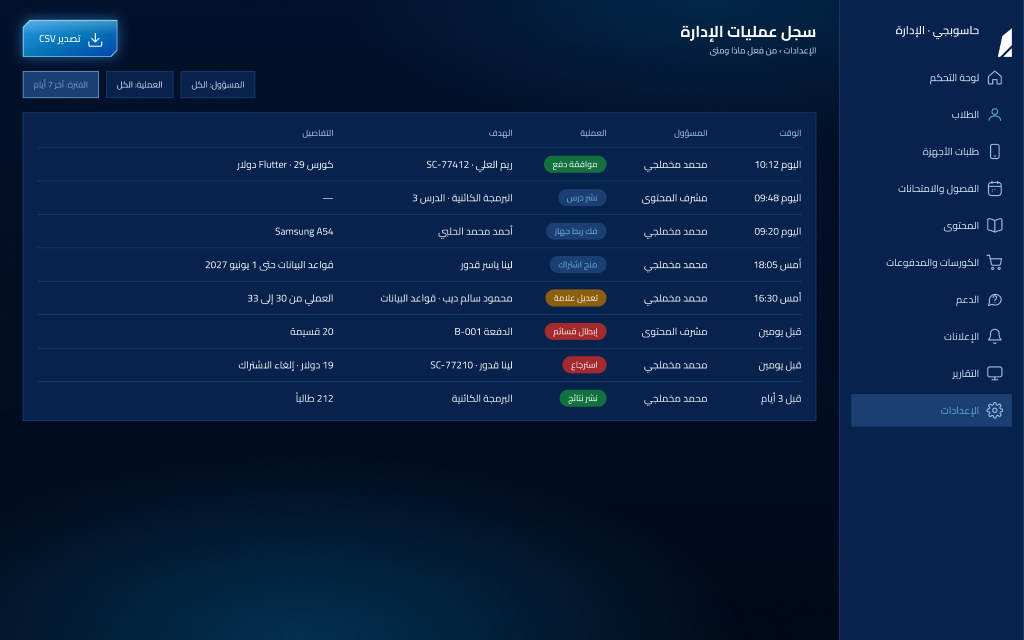 حاسوبجي · الإدارة
لوحة التحكم
الطلاب
طلبات الأجهزة
الفصول والامتحانات
المحتوى
الكورسات والمدفوعات
الدعم
الإعلانات
التقارير
الإعدادات
سجل عمليات الإدارة
الإعدادات › من فعل ماذا ومتى
تصدير CSV
المسؤول: الكل
العملية: الكل
الفترة: آخر 7 أيام
الوقت المسؤول العملية الهدف التفاصيل
اليوم 10:12 محمد مخملجي موافقة دفع ريم العلي · SC-77412 كورس Flutter · 29 دولار
اليوم 09:48 مشرف المحتوى نشر درس البرمجة الكائنية · الدرس 3 —
اليوم 09:20 محمد مخملجي فك ربط جهاز أحمد محمد الحلبي Samsung A54
أمس 18:05 محمد مخملجي منح اشتراك لينا ياسر قدور قواعد البيانات حتى 1 يونيو 2027
أمس 16:30 محمد مخملجي تعديل علامة محمود سالم ديب · قواعد البيانات العملي من 30 إلى 33
قبل يومين مشرف المحتوى إبطال قسائم الدفعة B-001 20 قسيمة
قبل يومين محمد مخملجي استرجاع لينا قدور · SC-77210 19 دولار · إلغاء الاشتراك
قبل 3 أيام محمد مخملجي نشر نتائج البرمجة الكائنية 212 طالباً